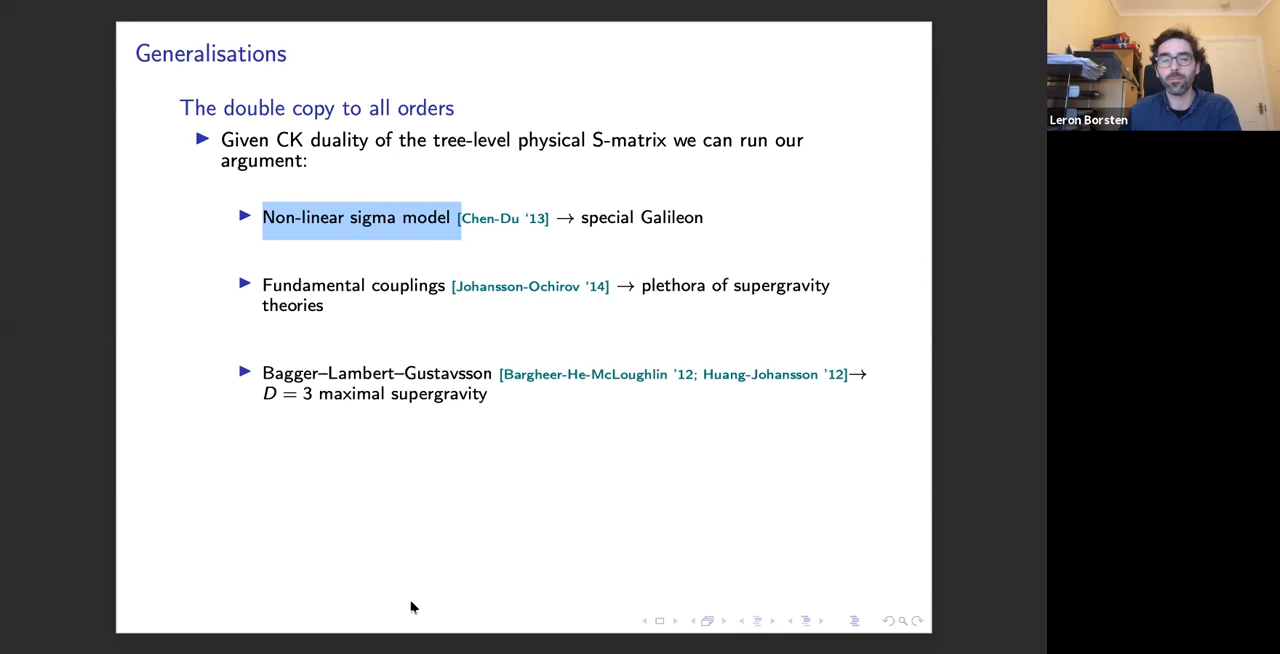 Generalisations
The double copy to all orders
Given CK duality of the tree-level physical S-matrix we can run our
argument:
Non-linear sigma model [Chen-Du ‘13] → special Galileon
Fundamental couplings [Johansson-Ochirov ‘14] → plethora of supergravity
theories
Bagger–Lambert–Gustavsson [Bargheer-He-McLoughlin ’12; Huang-Johansson ’12]→
D = 3 maximal supergravity
Leron Borsten